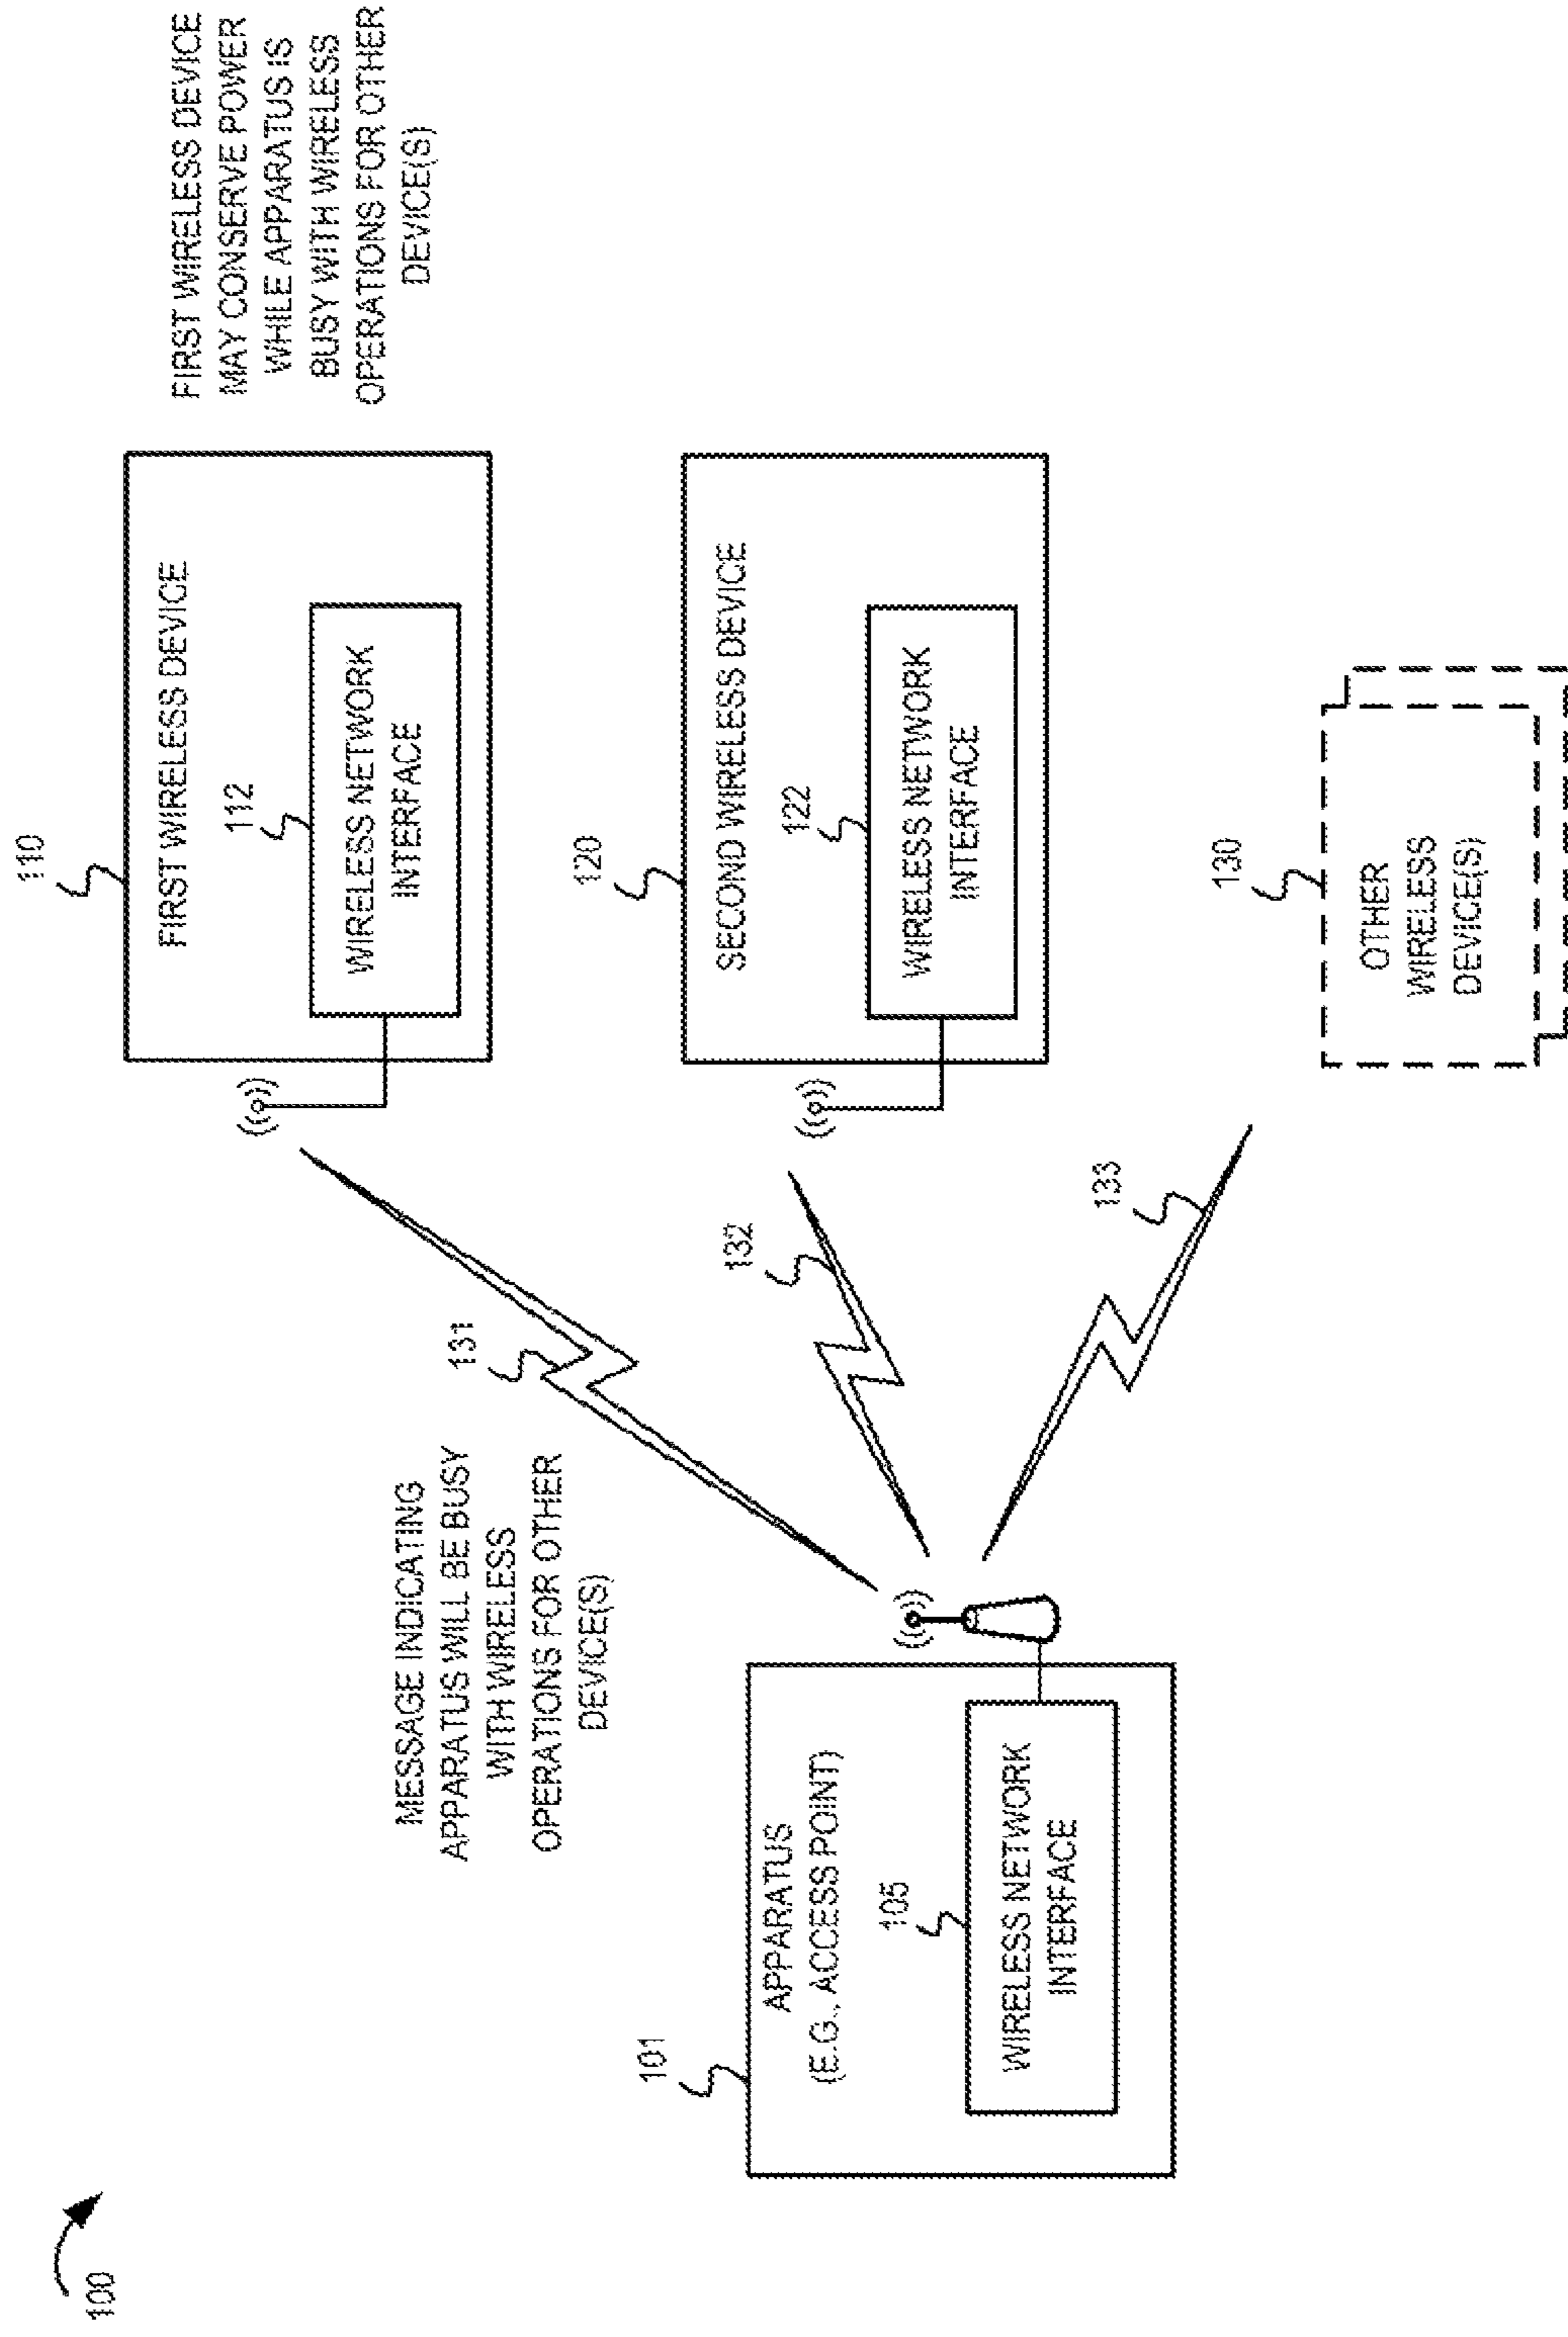 100
110
FIRST WIRELESS DEVICE
112
WIRELESS NETWORK
INTERFACE
FIRST WIRELESS DEVICE
MAY CONSERVE POWER
WHILE APPARATUS IS
BUSY WITH WIRELESS
OPERATIONS FOR OTHER
DEVICE(S)
MESSAGE INDICATING
APPARATUS WILL BE BUSY
WITH WIRELESS
OPERATIONS FOR OTHER
DEVICE(S)
131
120
SECOND WIRELESS DEVICE
122
WIRELESS NETWORK
INTERFACE
132
101
APPARATUS
(E.G., ACCESS POINT)
105
WIRELESS NETWORK
INTERFACE
133
130
OTHER
WIRELESS
DEVICE(S)